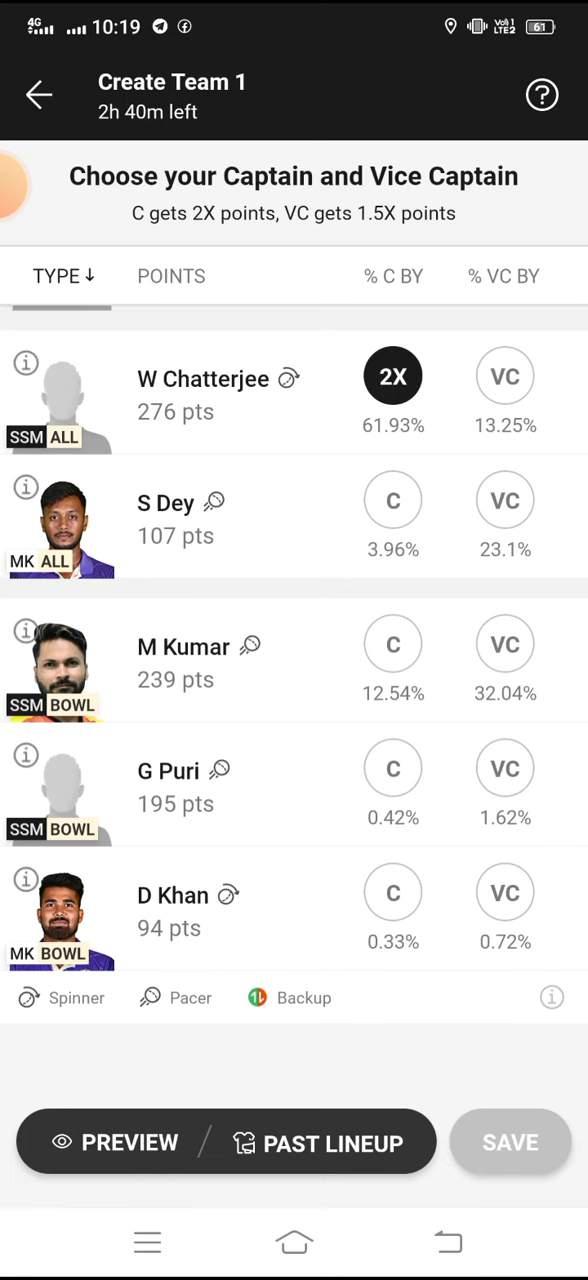 4G 10:19 Vo) 1 LTE2 61
Create Team 1
2h 40m left
Choose your Captain and Vice Captain
C gets 2X points, VC gets 1.5X points
TYPE ↓ POINTS % C BY % VC BY
W Chatterjee 2X VC
276 pts 61.93% 13.25%
SSM ALL
S Dey C VC
107 pts 3.96% 23.1%
MK ALL
M Kumar C VC
239 pts 12.54% 32.04%
SSM BOWL
G Puri C VC
195 pts 0.42% 1.62%
SSM BOWL
D Khan C VC
94 pts 0.33% 0.72%
MK BOWL
Spinner Pacer Backup
PREVIEW / PAST LINEUP SAVE